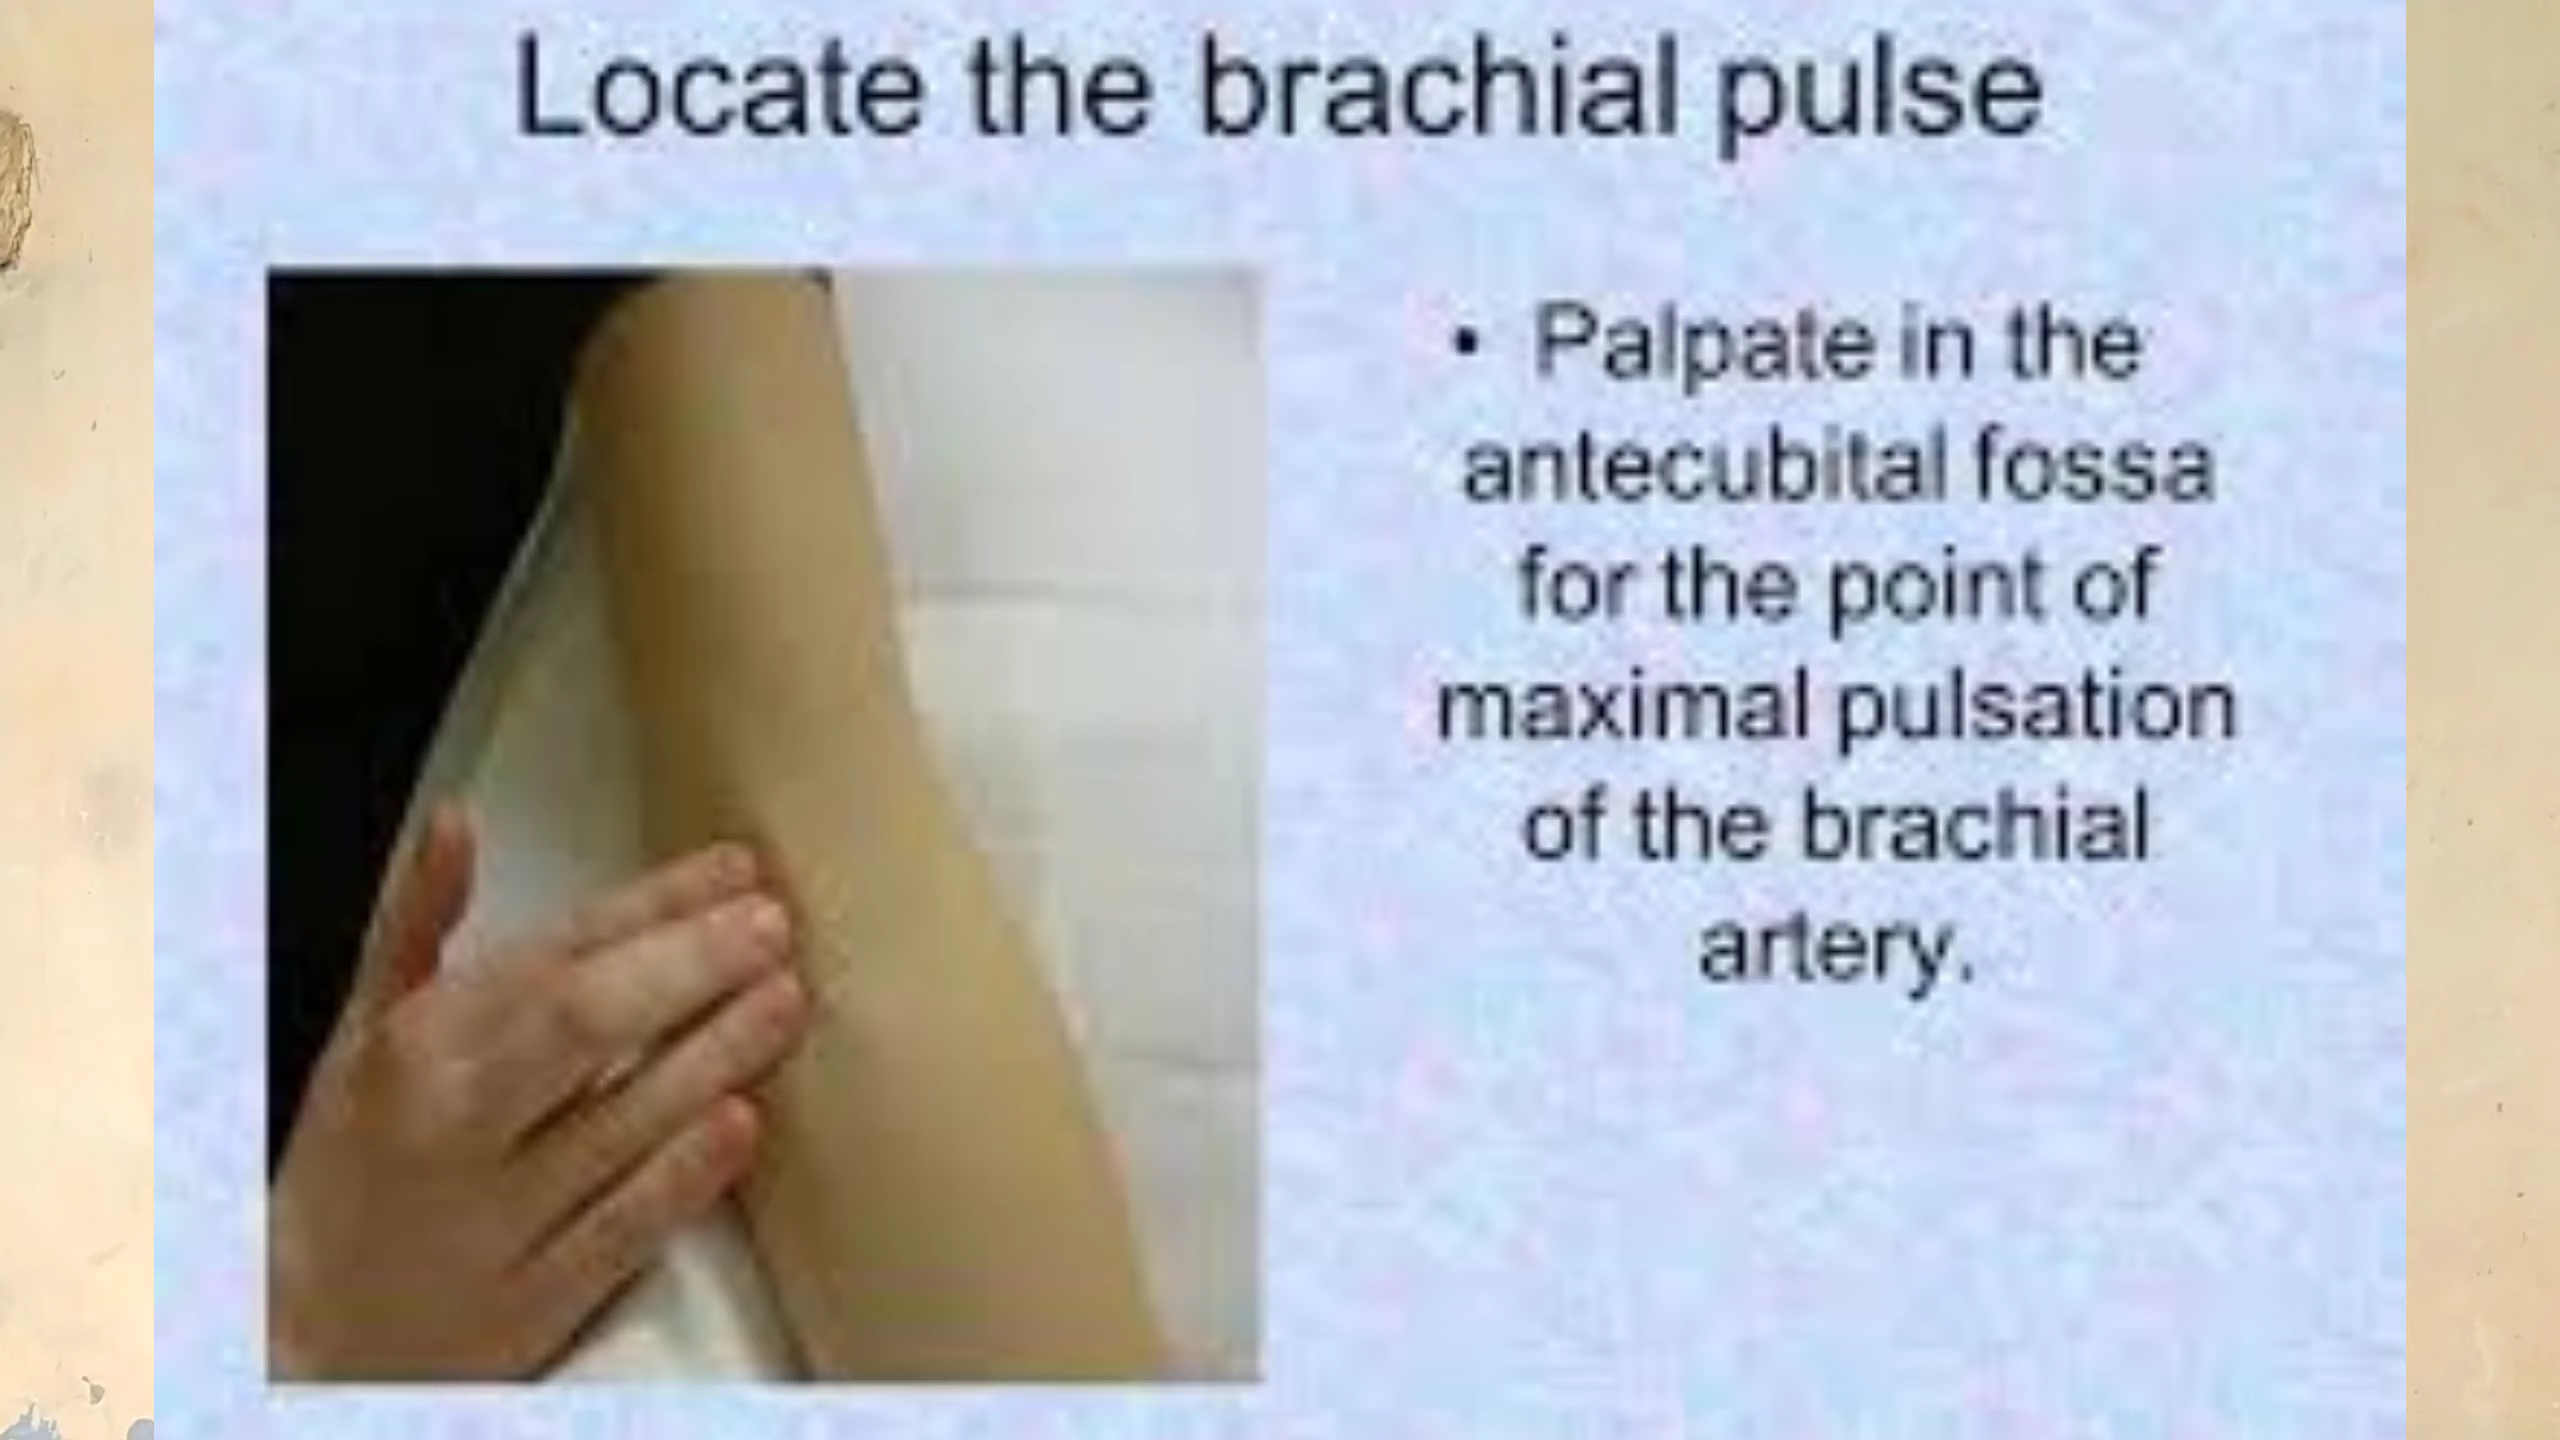 Locate the brachial pulse
• Palpate in the
antecubital fossa
for the point of
maximal pulsation
of the brachial
artery.